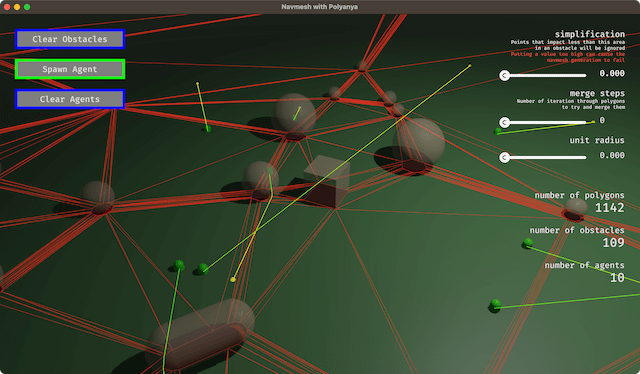 Navmesh with Polyanya
Clear Obstacles
Spawn Agent
Clear Agents
simplification
Points that impact less than this area
in an obstacle will be ignored
Putting a value too high can cause the
navmesh generation to fail
0.000
merge steps
Number of iteration through polygons
to try and merge them
0
unit radius
0.000
number of polygons
1142
number of obstacles
109
number of agents
10